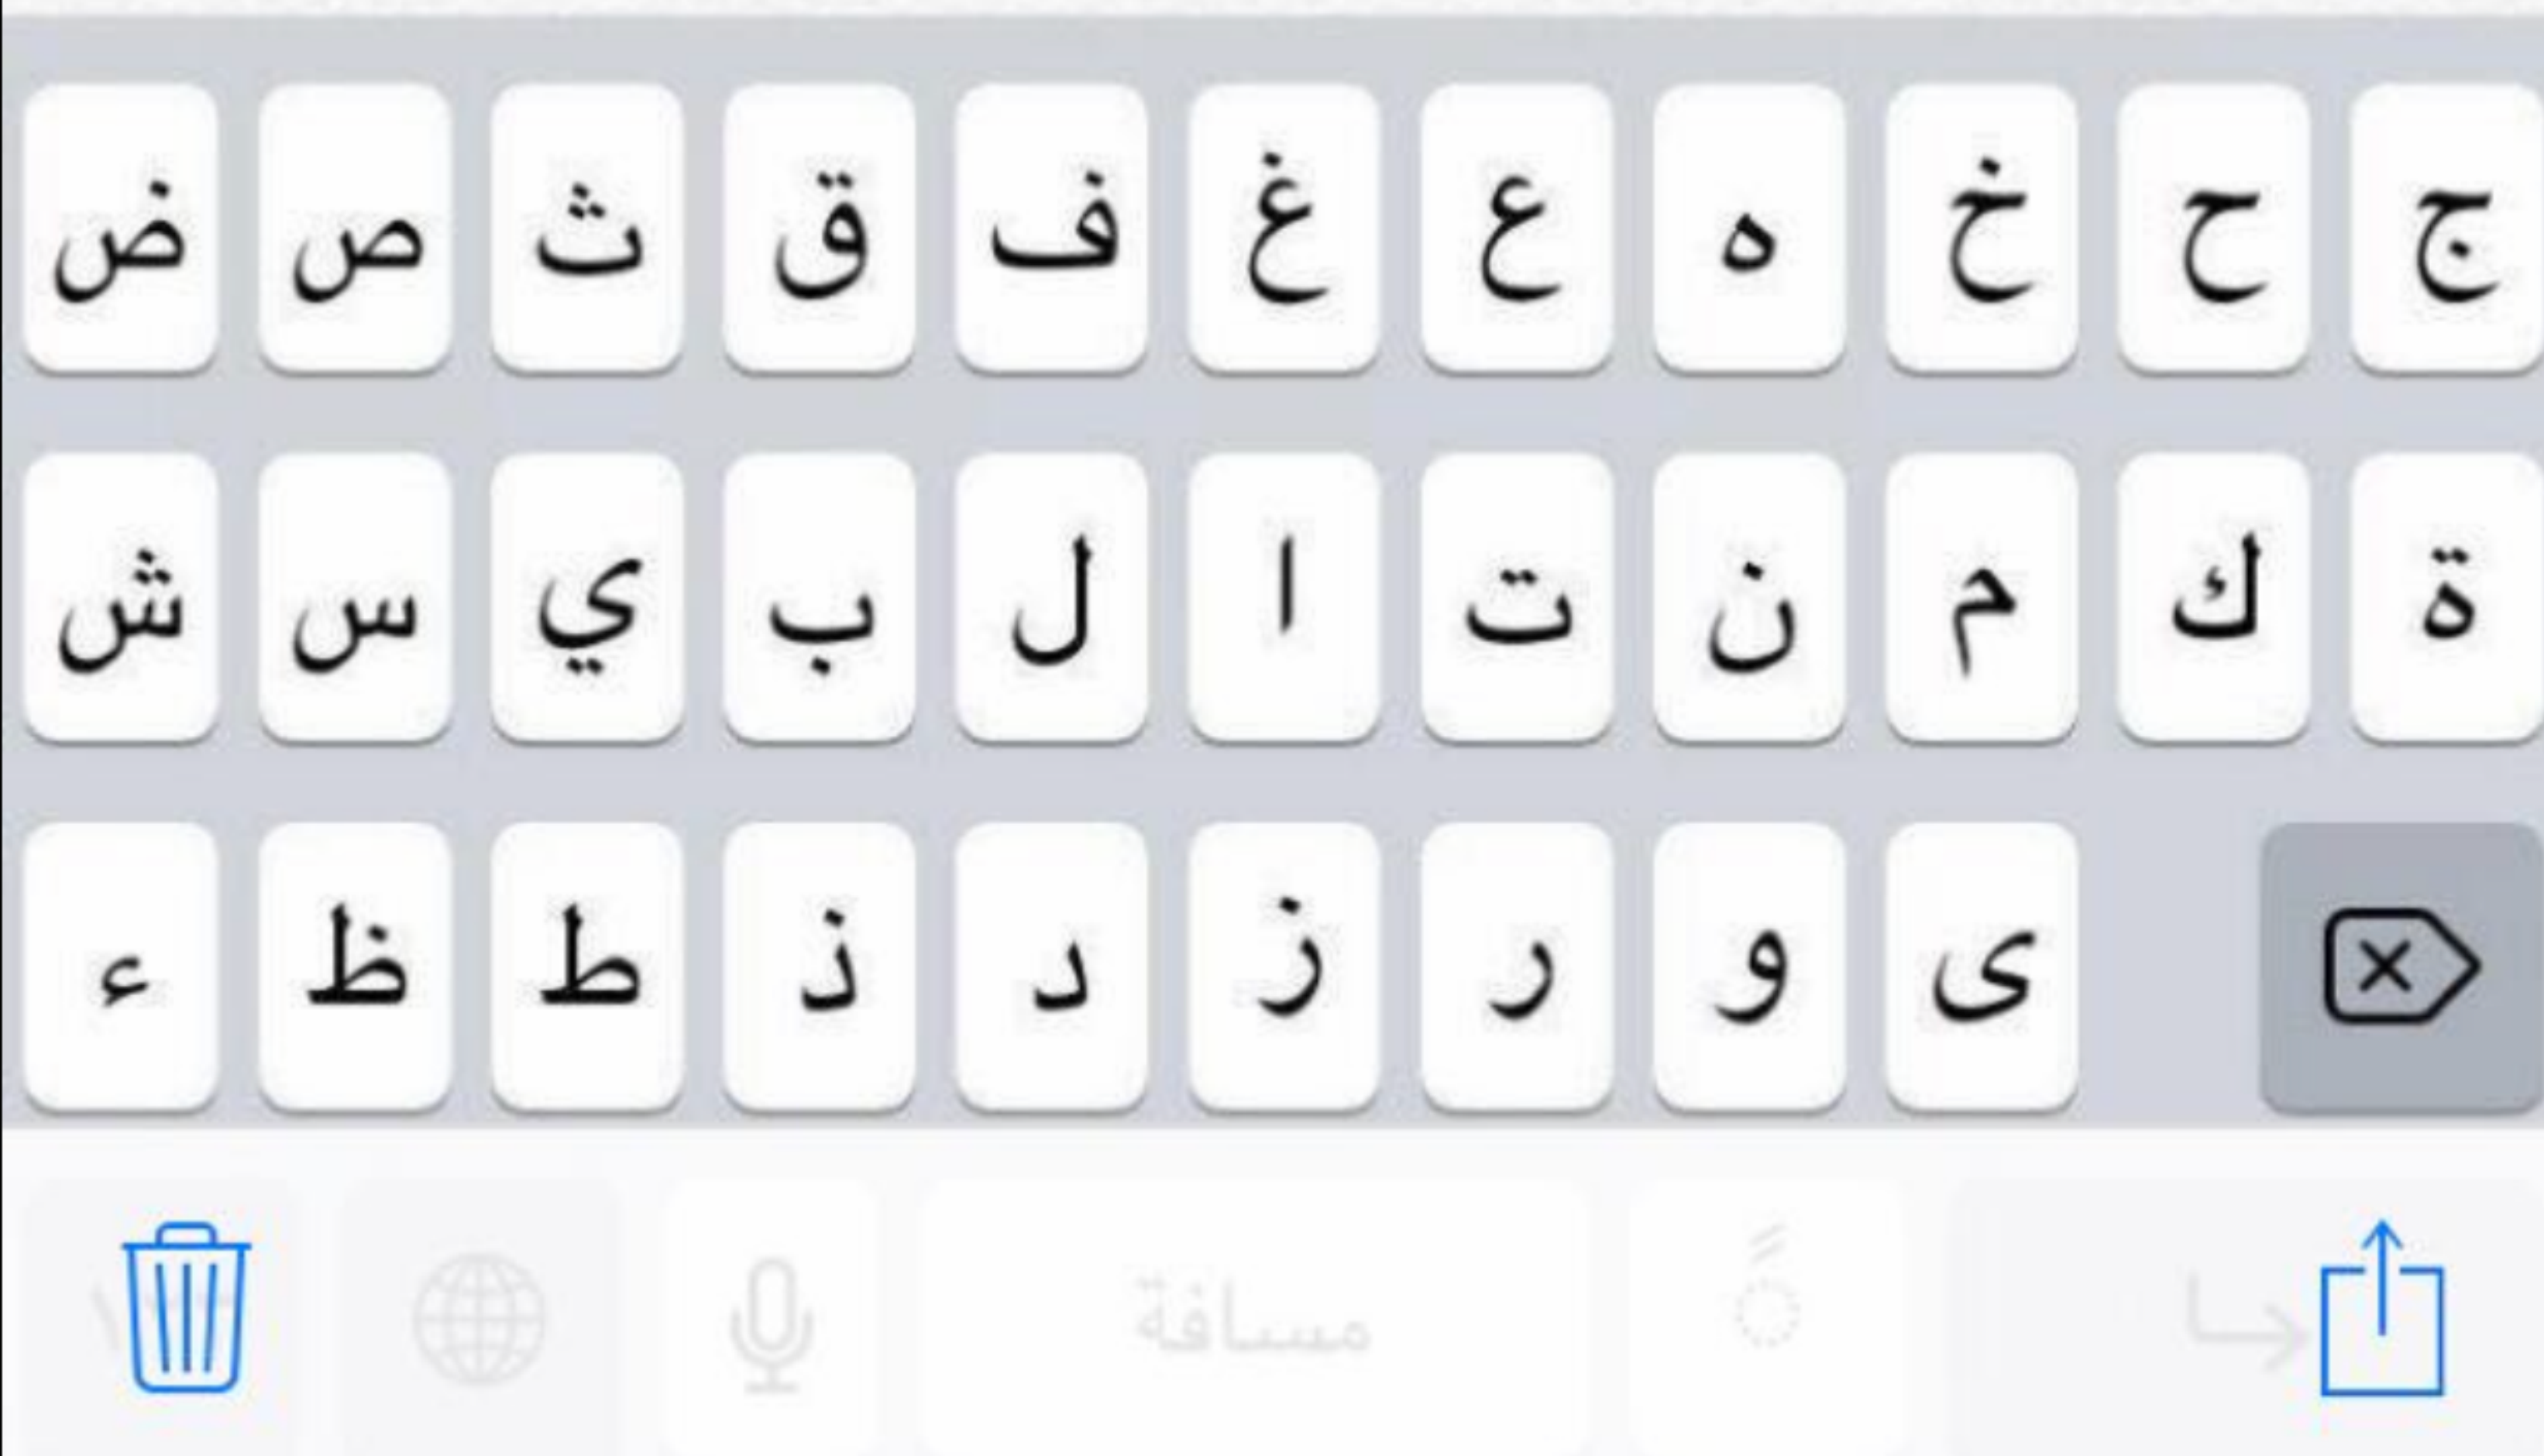 ض ص ث ق ف غ ع ه خ ح ج
ش س ي ب ل ا ت ن م ك ة
ء ظ ط ذ د ز ر و ى
مسافة